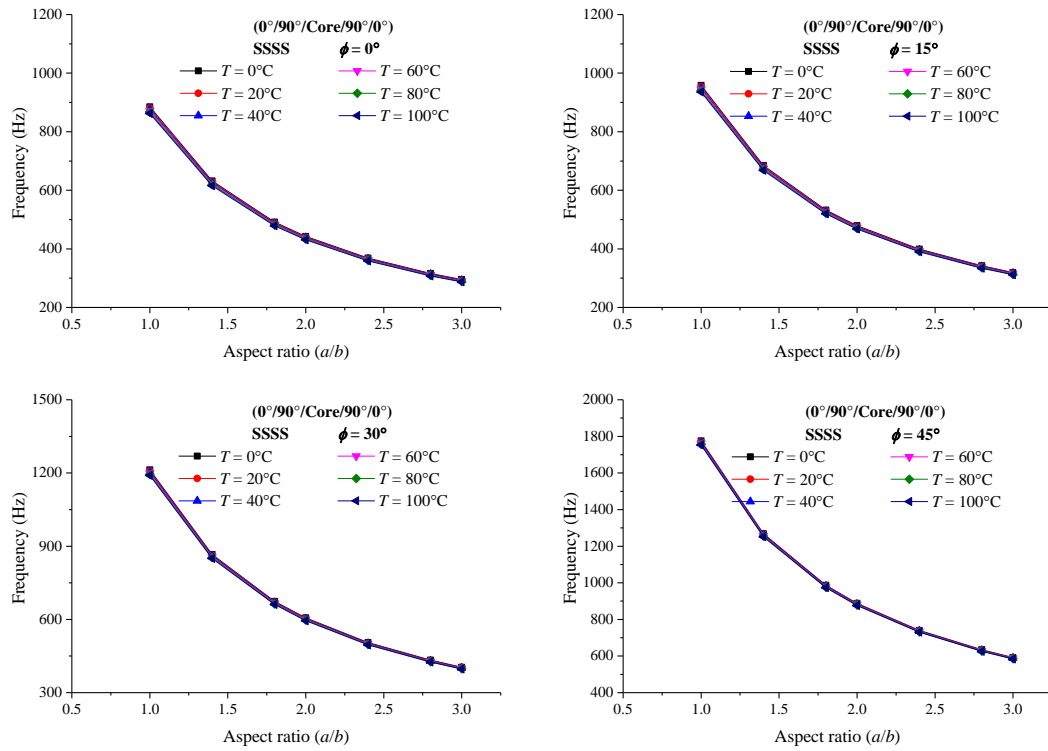 (0°/90°/Core/90°/0°)
SSSS ϕ = 0°
T = 0°C T = 60°C
T = 20°C T = 80°C
T = 40°C T = 100°C
Frequency (Hz)
1200
1000
800
600
400
200
0.5 1.0 1.5 2.0 2.5 3.0
Aspect ratio (a/b)
(0°/90°/Core/90°/0°)
SSSS ϕ = 15°
T = 0°C T = 60°C
T = 20°C T = 80°C
T = 40°C T = 100°C
Frequency (Hz)
1200
1000
800
600
400
200
0.5 1.0 1.5 2.0 2.5 3.0
Aspect ratio (a/b)
(0°/90°/Core/90°/0°)
SSSS ϕ = 30°
T = 0°C T = 60°C
T = 20°C T = 80°C
T = 40°C T = 100°C
Frequency (Hz)
1500
1200
900
600
300
0.5 1.0 1.5 2.0 2.5 3.0
Aspect ratio (a/b)
(0°/90°/Core/90°/0°)
SSSS ϕ = 45°
T = 0°C T = 60°C
T = 20°C T = 80°C
T = 40°C T = 100°C
Frequency (Hz)
2000
1800
1600
1400
1200
1000
800
600
400
0.5 1.0 1.5 2.0 2.5 3.0
Aspect ratio (a/b)